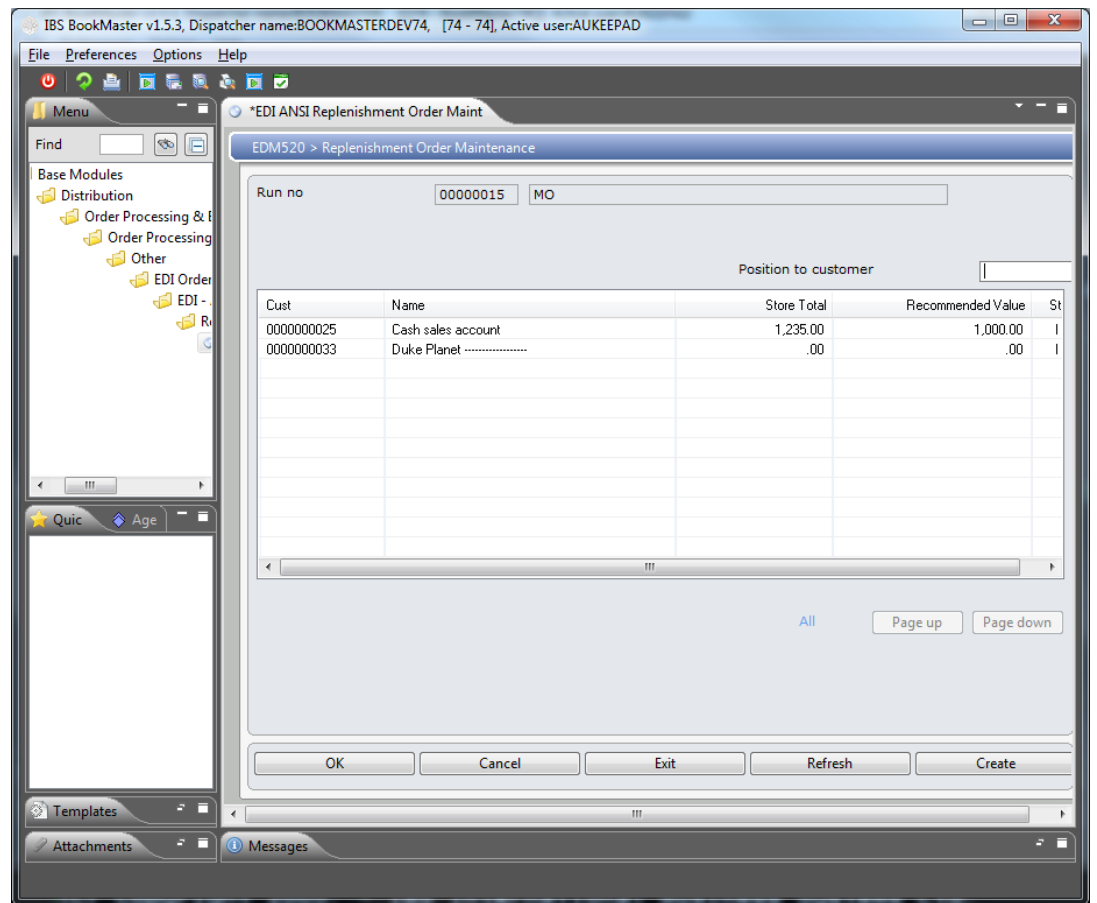 IBS BookMaster v1.5.3, Dispatcher name:BOOKMASTERDEV74, [74 - 74], Active user:AUKEEPAD
File Preferences Options Help
Menu
*EDI ANSI Replenishment Order Maint
Find
EDM520 > Replenishment Order Maintenance
Base Modules
Distribution
Order Processing & E
Order Processing
Other
EDI Order
EDI - .
Re
Run no 00000015 MO
Position to customer
Cust Name Store Total Recommended Value St
0000000025 Cash sales account 1,235.00 1,000.00 I
0000000033 Duke Planet ------------------ .00 .00 I
Quic Age
All Page up Page down
OK Cancel Exit Refresh Create
Templates
Attachments
Messages